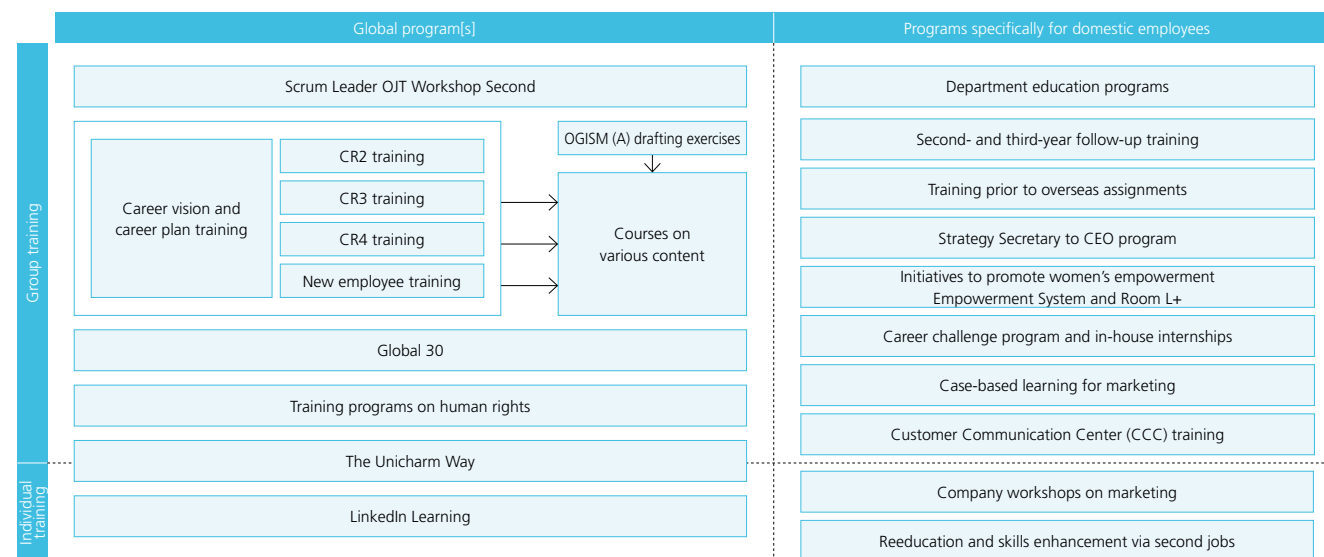 Global program[s]
Programs specifically for domestic employees
Group training
Scrum Leader OJT Workshop Second
Career vision and
career plan training
CR2 training
CR3 training
CR4 training
New employee training
OGISM (A) drafting exercises
Courses on
various content
Global 30
Training programs on human rights
The Unicharm Way
LinkedIn Learning
Department education programs
Second- and third-year follow-up training
Training prior to overseas assignments
Strategy Secretary to CEO program
Initiatives to promote women’s empowerment
Empowerment System and Room L+
Career challenge program and in-house internships
Case-based learning for marketing
Customer Communication Center (CCC) training
Individual
training
Company workshops on marketing
Reeducation and skills enhancement via second jobs